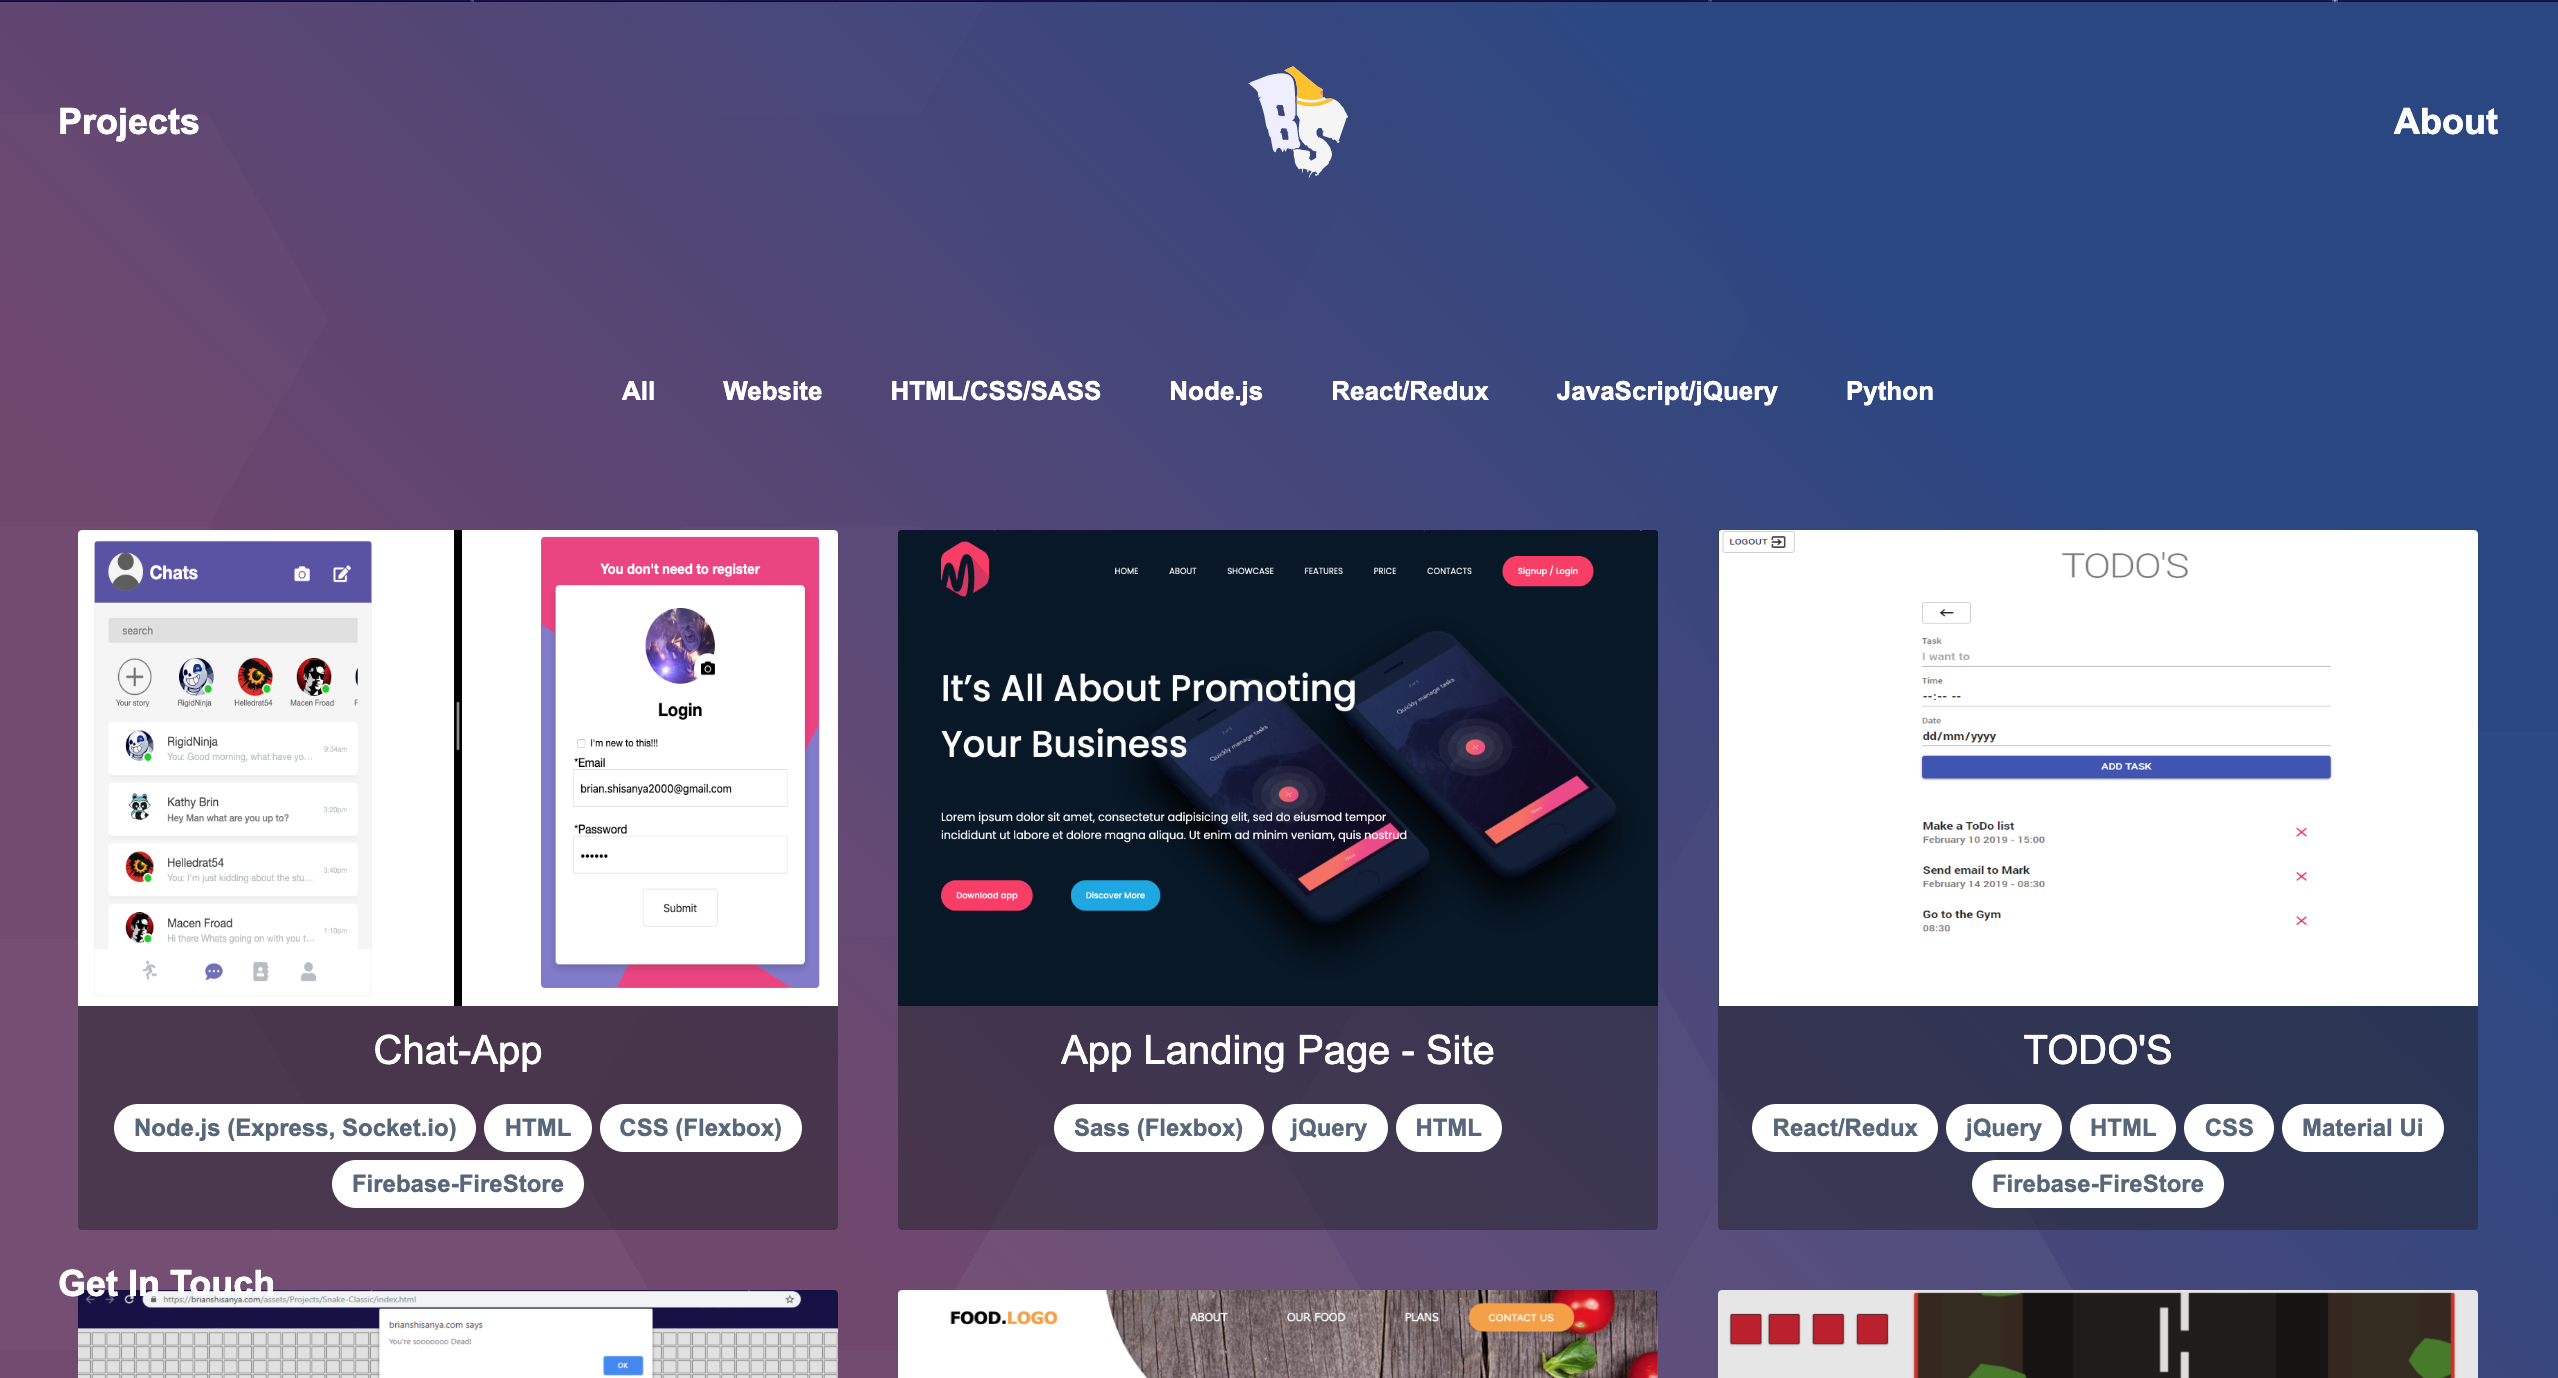 Projects
BS
About
All Website HTML/CSS/SASS Node.js React/Redux JavaScript/jQuery Python
Chats
search
Your story RigidNinja Helledrat54 Macen Froad F
RigidNinja
You: Good morning, what have yo... 9:34am
Kathy Brin
Hey Man what are you up to? 3:20pm
Helledrat54
You: I'm just kidding about the stu... 3:40pm
Macen Froad
Hi there Whats going on with you t... 1:10pm
You don't need to register
Login
I'm new to this!!!
*Email
brian.shisanya2000@gmail.com
*Password
••••••
Submit
Chat-App
Node.js (Express, Socket.io) HTML CSS (Flexbox)
Firebase-FireStore
HOME ABOUT SHOWCASE FEATURES PRICE CONTACTS Signup / Login
It's All About Promoting
Your Business
Quickly manage tasks
Quickly manage tasks
Lorem ipsum dolor sit amet, consectetur adipisicing elit, sed do eiusmod tempor
incididunt ut labore et dolore magna aliqua. Ut enim ad minim veniam, quis nostrud
Download app Discover More
App Landing Page - Site
Sass (Flexbox) jQuery HTML
LOGOUT
TODO'S
Task
I want to
Time
--:-- --
Date
dd/mm/yyyy
ADD TASK
Make a ToDo list
February 10 2019 - 15:00
Send email to Mark
February 14 2019 - 08:30
Go to the Gym
08:30
TODO'S
React/Redux jQuery HTML CSS Material Ui
Firebase-FireStore
Get In Touch
https://brianshisanya.com/assets/Projects/Snake-Classic/index.html
brianshisanya.com says
You're sooooooo Dead!
OK
FOOD.LOGO ABOUT OUR FOOD PLANS CONTACT US